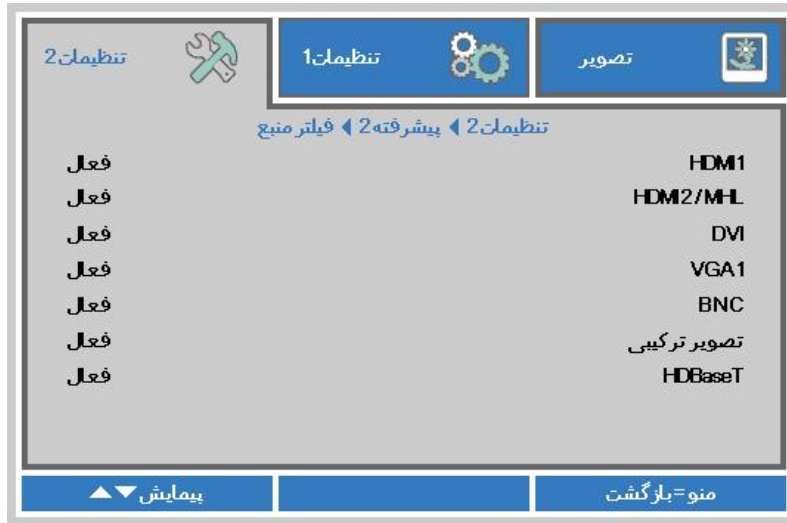 تصویر
تنظیمات1
تنظیمات2
تنظیمات2 ⏴ پیشرفته2 ⏴ فیلتر منبع
HDMI1 فعال
HDMI2/MHL فعال
DVI فعال
VGA1 فعال
BNC فعال
تصویر ترکیبی فعال
HDBaseT فعال
منو=بازگشت
پیمایش▼▲